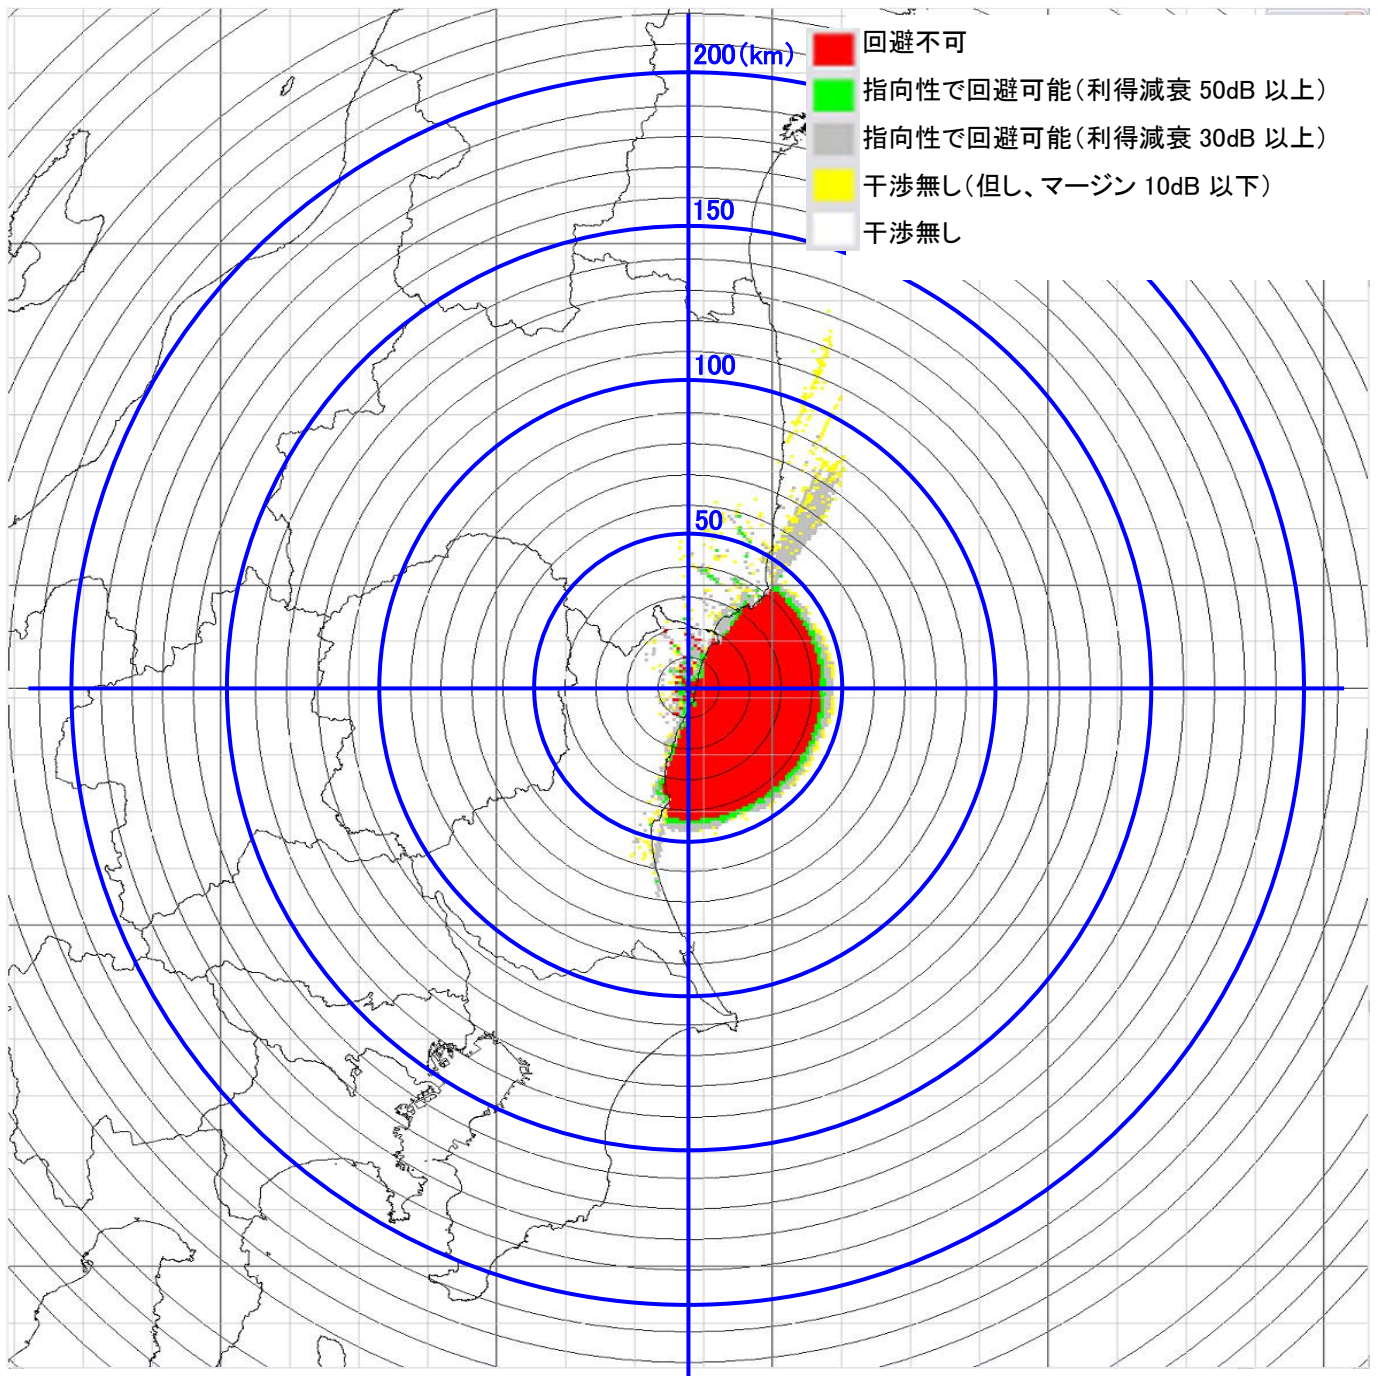 200(km)
回避不可
指向性で回避可能(利得減衰 50dB 以上)
指向性で回避可能(利得減衰 30dB 以上)
干渉無し(但し、マージン 10dB 以下)
干渉無し
150
100
50